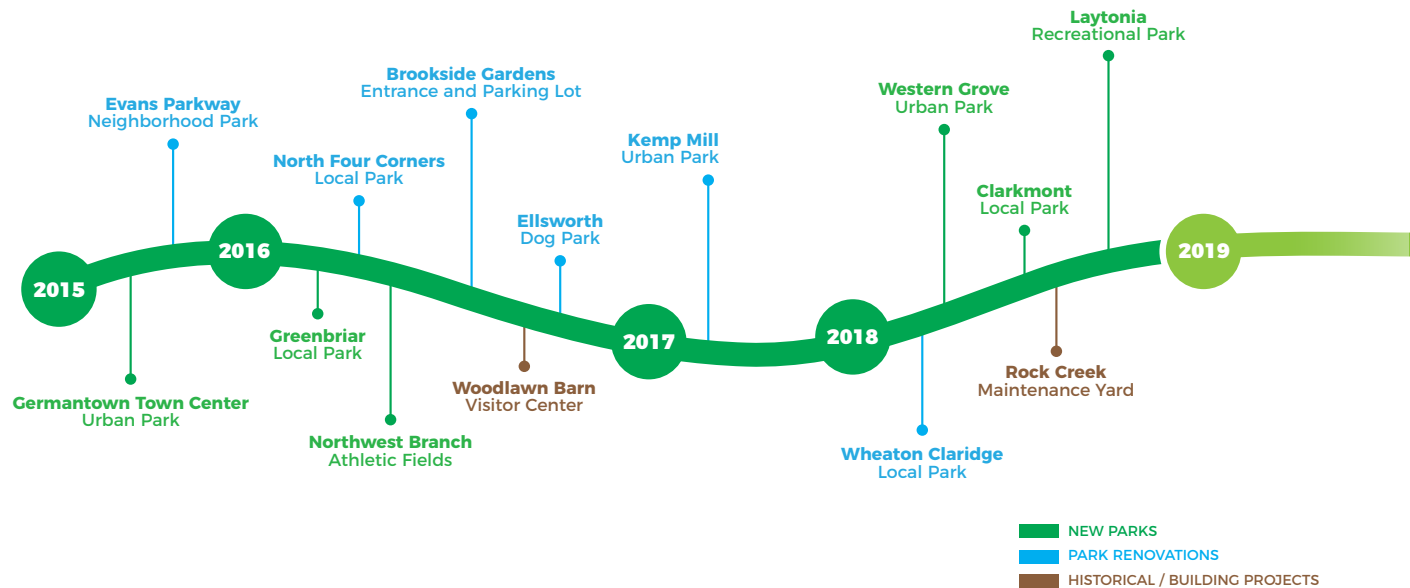 Laytonia
Recreational Park
Brookside Gardens
Entrance and Parking Lot
Western Grove
Urban Park
Evans Parkway
Neighborhood Park
Kemp Mill
Urban Park
North Four Corners
Local Park
Clarkmont
Local Park
Ellsworth
Dog Park
2015
2016
2017
2018
2019
Greenbriar
Local Park
Woodlawn Barn
Visitor Center
Rock Creek
Maintenance Yard
Germantown Town Center
Urban Park
Northwest Branch
Athletic Fields
Wheaton Claridge
Local Park
NEW PARKS
PARK RENOVATIONS
HISTORICAL / BUILDING PROJECTS